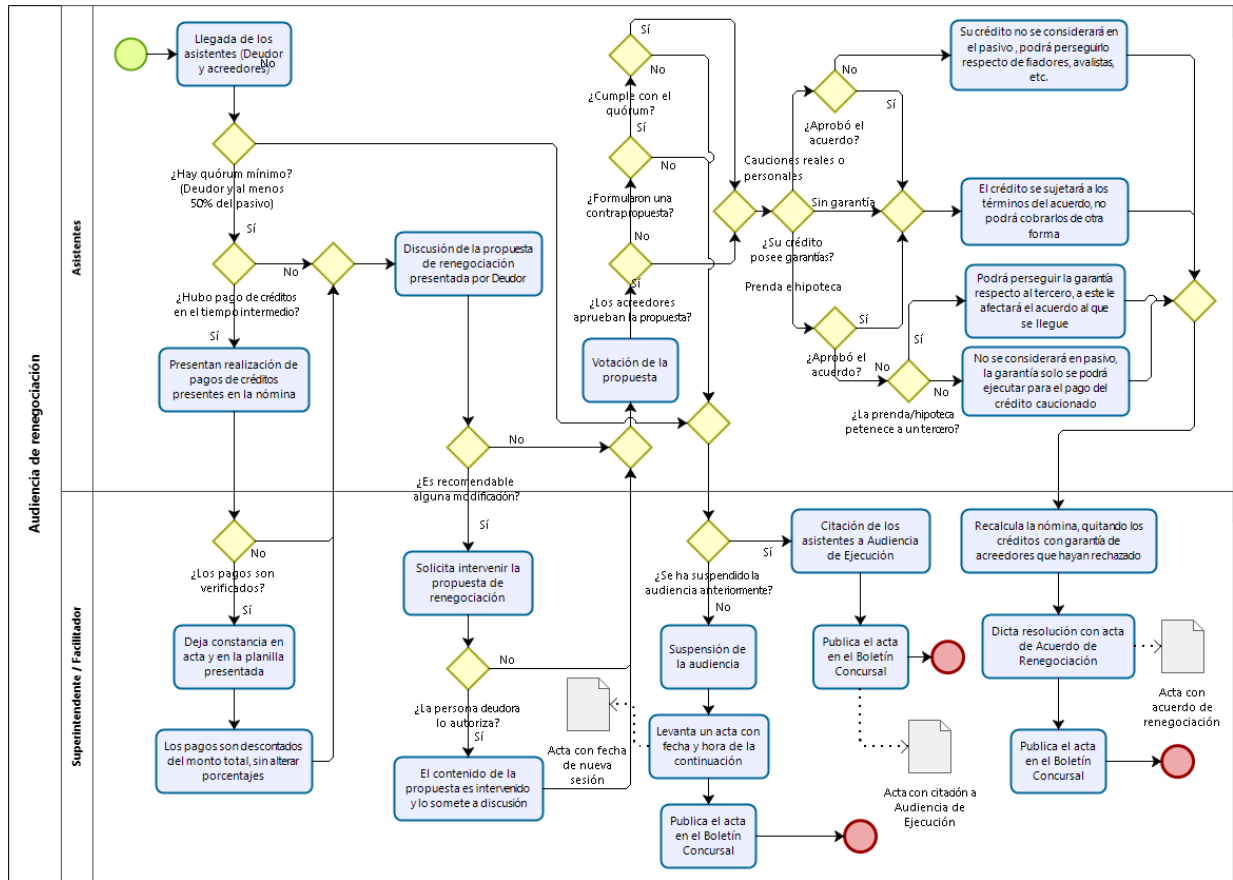 Audiencia de renegociación
Asistentes
Llegada de los
asistentes (Deudor
y acreedores)
No
¿Hay quórum mínimo?
(Deudor y al menos
50% del pasivo)
Sí
No
¿Hubo pago de créditos
en el tiempo intermedio?
Sí
Presentan realización de
pagos de créditos
presentes en la nómina
Discusión de la propuesta
de renegociación
presentada por Deudor
No
¿Es recomendable
alguna modificación?
Sí
Sí
No
¿Cumple con el
quórum?
Sí
No
¿Formularon una
contrapropuesta?
No
Sí
¿Los acreedores
aprueban la propuesta?
Votación de la
propuesta
Cauciones reales o
personales
Sin garantía
¿Su crédito
posee garantías?
Prenda e hipoteca
No
Sí
¿Aprobó el
acuerdo?
Sí
¿Aprobó el
acuerdo?
No
Sí
No
¿La prenda/hipoteca
petenece a un tercero?
Su crédito no se considerará en
el pasivo , podrá perseguirlo
respecto de fiadores, avalistas,
etc.
El crédito se sujetará a los
términos del acuerdo, no
podrá cobrarlos de otra
forma
Podrá perseguir la garantía
respecto al tercero, a este le
afectará el acuerdo al que
se llegue
No se considerará en pasivo,
la garantía solo se podrá
ejecutar para el pago del
crédito caucionado
Superintendente / Facilitador
No
¿Los pagos son
verificados?
Sí
Deja constancia en
acta y en la planilla
presentada
Los pagos son descontados
del monto total, sin alterar
porcentajes
Solicita intervenir la
propuesta de
renegociación
No
¿La persona deudora
lo autoriza?
Sí
El contenido de la
propuesta es intervenido
y lo somete a discusión
Acta con fecha
de nueva
sesión
Sí
¿Se ha suspendido la
audiencia anteriormente?
No
Suspensión de
la audiencia
Levanta un acta con
fecha y hora de la
continuación
Publica el acta
en el Boletín
Concursal
Citación de los
asistentes a Audiencia
de Ejecución
Publica el acta
en el Boletín
Concursal
Acta con citación a
Audiencia de
Ejecución
Recalcula la nómina, quitando los
créditos con garantía de
acreedores que hayan rechazado
Dicta resolución con acta
de Acuerdo de
Renegociación
Acta con
acuerdo de
renegociación
Publica el acta
en el Boletín
Concursal